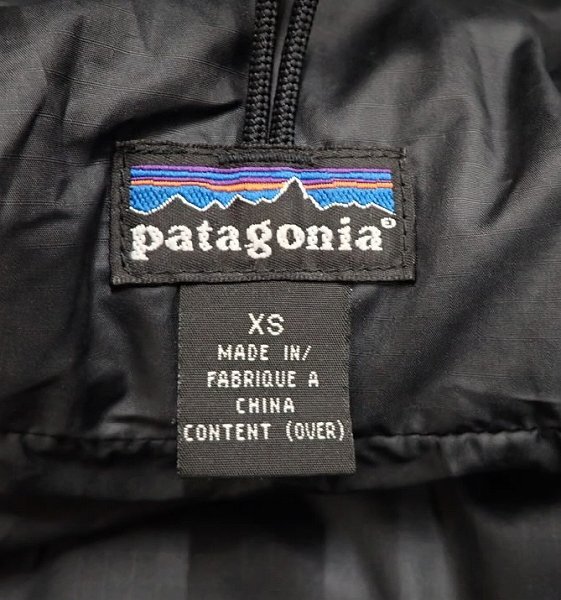 patagonia®
XS
MADE IN/
FABRIQUE A
CHINA
CONTENT (OVER)